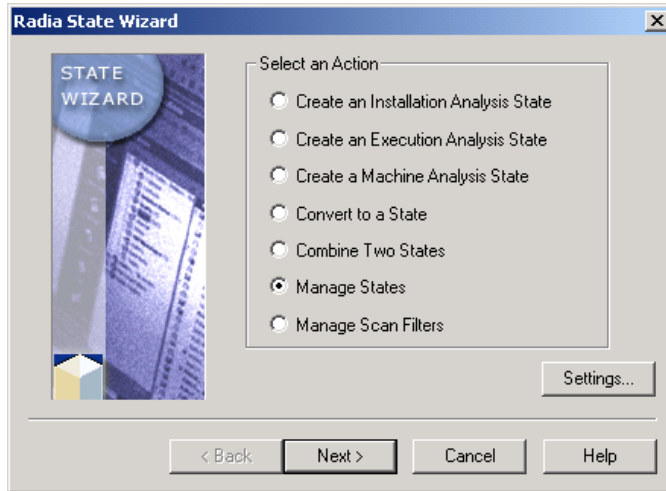 Radia State Wizard
STATE
WIZARD
Select an Action
Create an Installation Analysis State
Create an Execution Analysis State
Create a Machine Analysis State
Convert to a State
Combine Two States
Manage States
Manage Scan Filters
Settings...
< Back
Next >
Cancel
Help